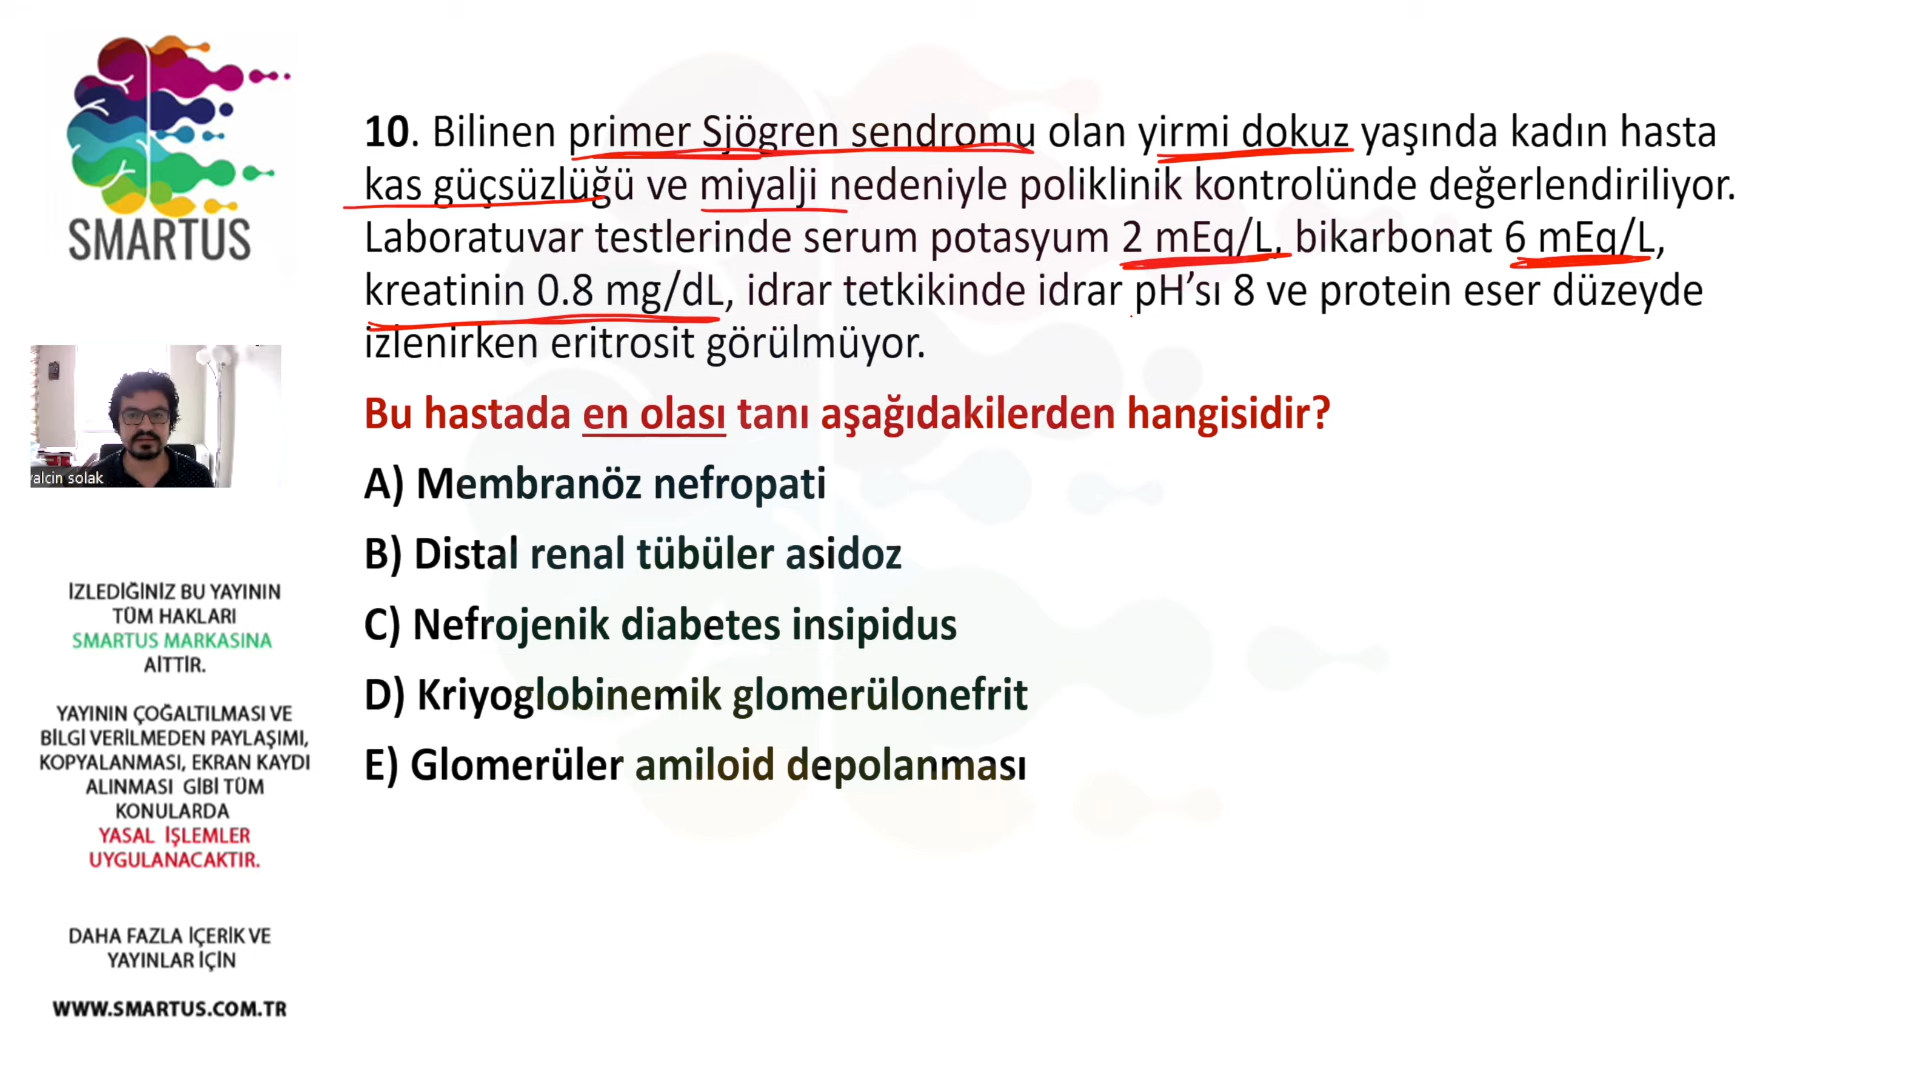 SMARTUS
10. Bilinen primer Sjögren sendromu olan yirmi dokuz yaşında kadın hasta
kas güçsüzlüğü ve miyalji nedeniyle poliklinik kontrolünde değerlendiriliyor.
Laboratuvar testlerinde serum potasyum 2 mEq/L, bikarbonat 6 mEq/L,
kreatinin 0.8 mg/dL, idrar tetkikinde idrar pH’sı 8 ve protein eser düzeyde
izlenirken eritrosit görülmüyor.
Bu hastada en olası tanı aşağıdakilerden hangisidir?
A) Membranöz nefropati
B) Distal renal tübüler asidoz
C) Nefrojenik diabetes insipidus
D) Kriyoglobinemik glomerülonefrit
E) Glomerüler amiloid depolanması
yalcin solak
İZLEDİĞİNİZ BU YAYININ
TÜM HAKLARI
SMARTUS MARKASINA
AİTTİR.
YAYININ ÇOĞALTILMASI VE
BİLGİ VERİLMEDEN PAYLAŞIMI,
KOPYALANMASI, EKRAN KAYDI
ALINMASI GİBİ TÜM
KONULARDA
YASAL İŞLEMLER
UYGULANACAKTIR.
DAHA FAZLA İÇERİK VE
YAYINLAR İÇİN
WWW.SMARTUS.COM.TR